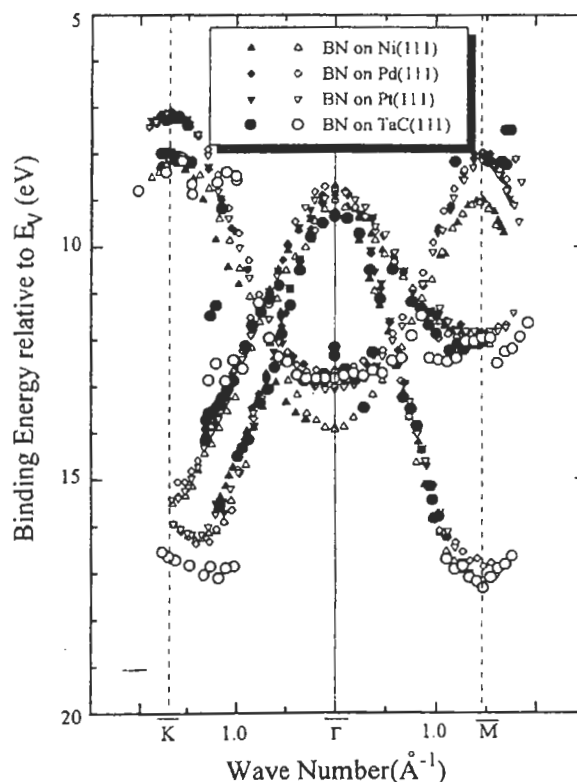 5
10
15
20
Binding Energy relative to E_V (eV)
BN on Ni(111)
BN on Pd(111)
BN on Pt(111)
BN on TaC(111)
K̅ 1.0 Γ̅ 1.0 M̅
Wave Number(Å⁻¹)